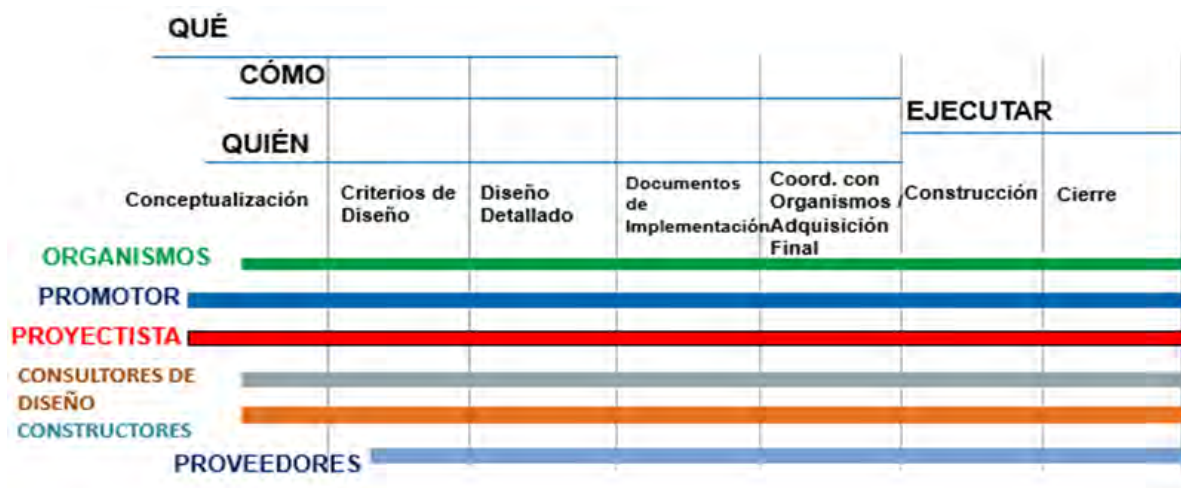 QUÉ
CÓMO
EJECUTAR
QUIÉN
Conceptualización
Criterios de
Diseño
Diseño
Detallado
Documentos
de
Implementación
Coord. con
Organismos /
Adquisición
Final
Construcción
Cierre
ORGANISMOS
PROMOTOR
PROYECTISTA
CONSULTORES DE
DISEÑO
CONSTRUCTORES
PROVEEDORES